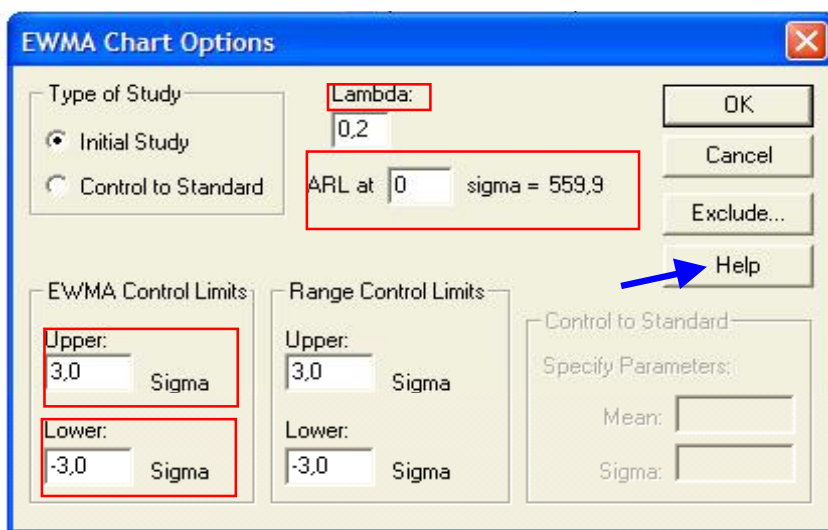 EWMA Chart Options
Type of Study
Initial Study
Control to Standard
Lambda:
0,2
ARL at 0 sigma = 559,9
OK
Cancel
Exclude...
Help
EWMA Control Limits
Upper:
3,0 Sigma
Lower:
-3,0 Sigma
Range Control Limits
Upper:
3,0 Sigma
Lower:
-3,0 Sigma
Control to Standard
Specify Parameters:
Mean:
Sigma: